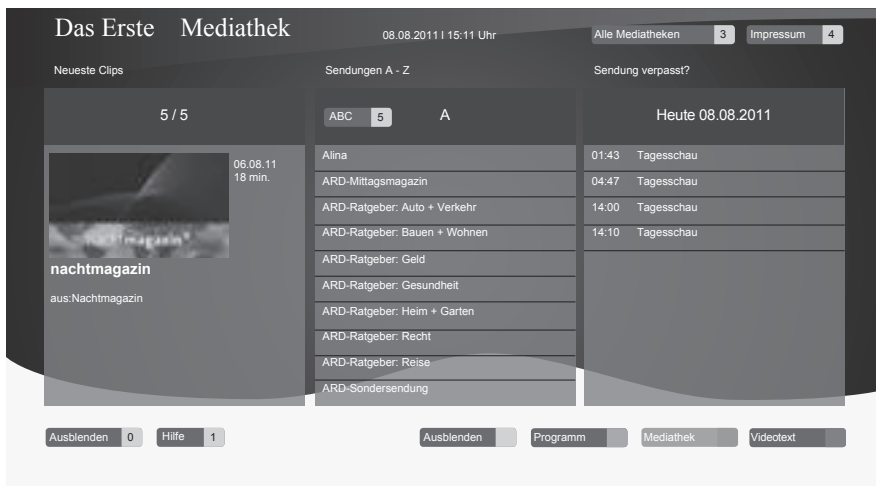 Das Erste Mediathek
08.08.2011 I 15:11 Uhr
Alle Mediatheken 3
Impressum 4
Neueste Clips
Sendungen A - Z
Sendung verpasst?
5 / 5
ABC 5 A
Heute 08.08.2011
06.08.11
18 min.
nachtmagazin
nachtmagazin
aus:Nachtmagazin
Alina
ARD-Mittagsmagazin
ARD-Ratgeber: Auto + Verkehr
ARD-Ratgeber: Bauen + Wohnen
ARD-Ratgeber: Geld
ARD-Ratgeber: Gesundheit
ARD-Ratgeber: Heim + Garten
ARD-Ratgeber: Recht
ARD-Ratgeber: Reise
ARD-Sondersendung
01:43 Tagesschau
04:47 Tagesschau
14:00 Tagesschau
14:10 Tagesschau
Ausblenden 0
Hilfe 1
Ausblenden
Programm
Mediathek
Videotext